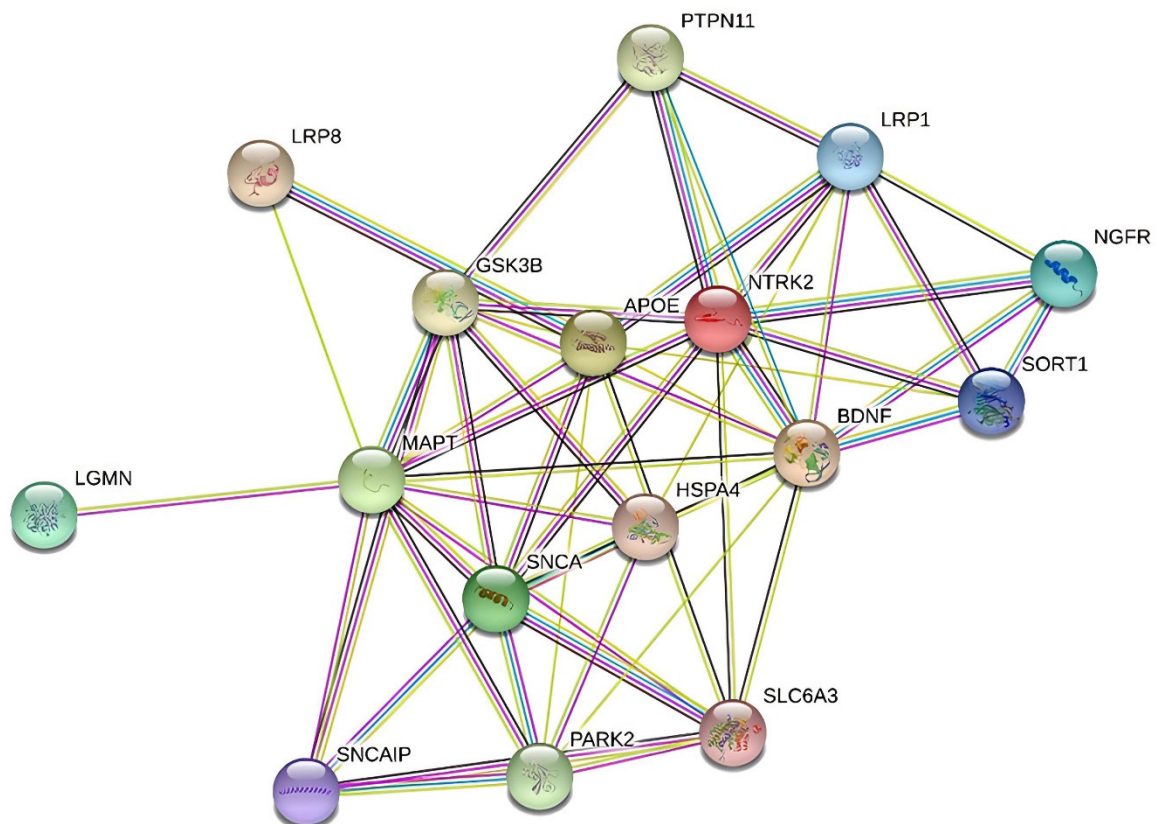 PTPN11
LRP1
LRP8
NGFR
GSK3B
NTRK2
APOE
SORT1
BDNF
MAPT
HSPA4
LGMN
SNCA
SLC6A3
PARK2
SNCAIP